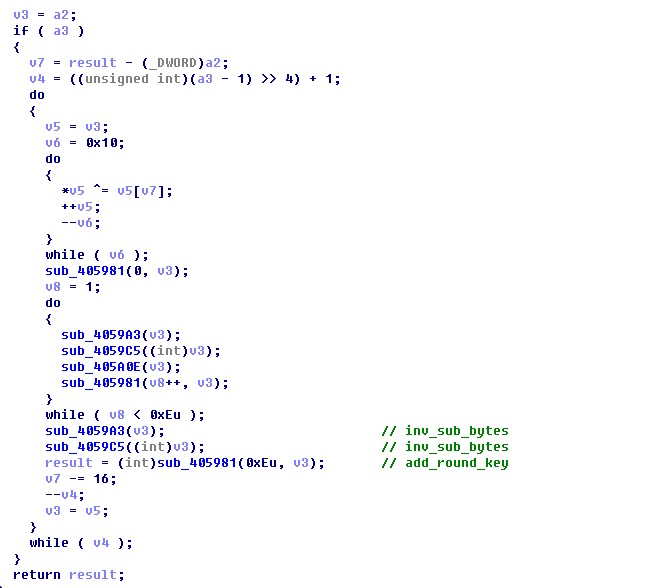 v3 = a2;
if ( a3 )
{
v7 = result - (_DWORD)a2;
v4 = ((unsigned int)(a3 - 1) >> 4) + 1;
do
{
v5 = v3;
v6 = 0x10;
do
{
*v5 ^= v5[v7];
++v5;
--v6;
}
while ( v6 );
sub_405981(0, v3);
v8 = 1;
do
{
sub_4059A3(v3);
sub_4059C5((int)v3);
sub_405A0E(v3);
sub_405981(v8++, v3);
}
while ( v8 < 0xEu );
sub_4059A3(v3); // inv_sub_bytes
sub_4059C5((int)v3); // inv_sub_bytes
result = (int)sub_405981(0xEu, v3); // add_round_key
v7 -= 16;
--v4;
v3 = v5;
}
while ( v4 );
}
return result;